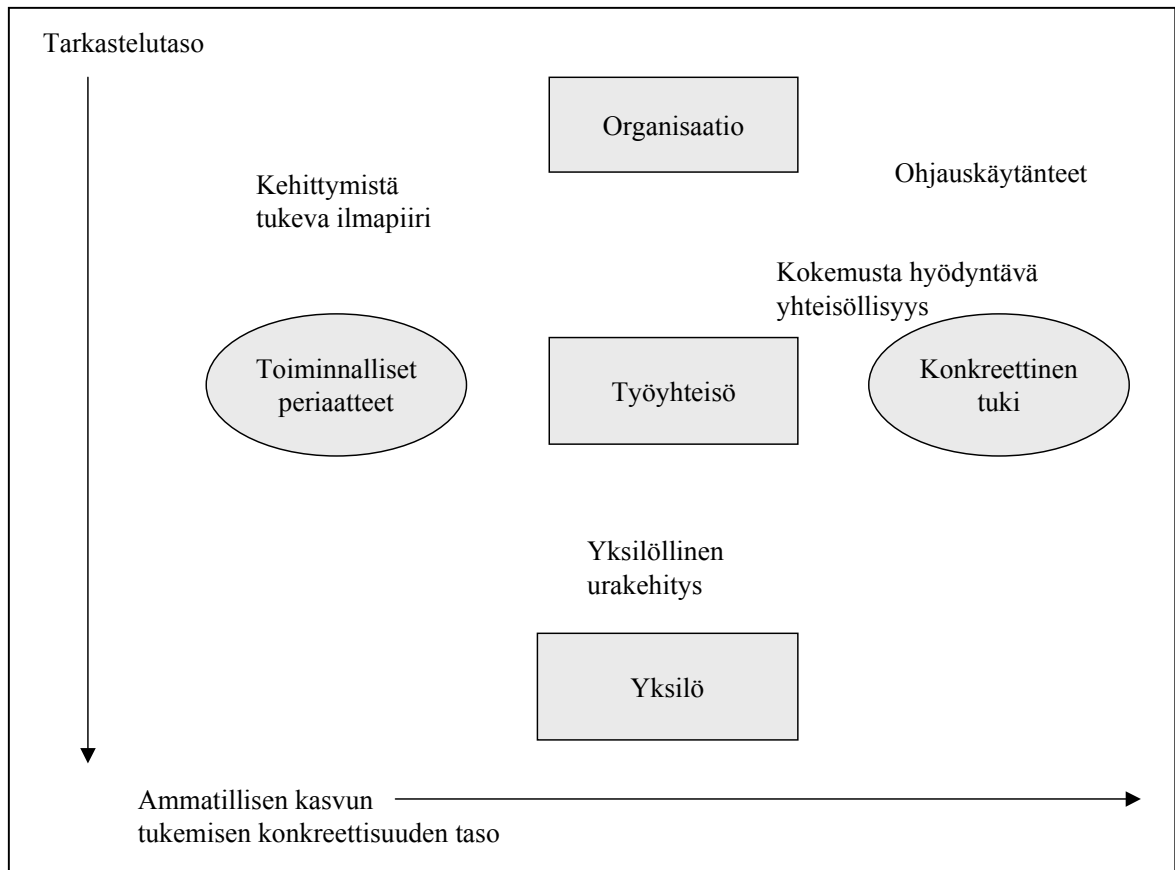 Tarkastelutaso
Organisaatio
Ohjauskäytänteet
Kehittymistä
tukeva ilmapiiri
Kokemusta hyödyntävä
yhteisöllisyys
Toiminnalliset
periaatteet
Työyhteisö
Konkreettinen
tuki
Yksilöllinen
urakehitys
Yksilö
Ammatillisen kasvun
tukemisen konkreettisuuden taso